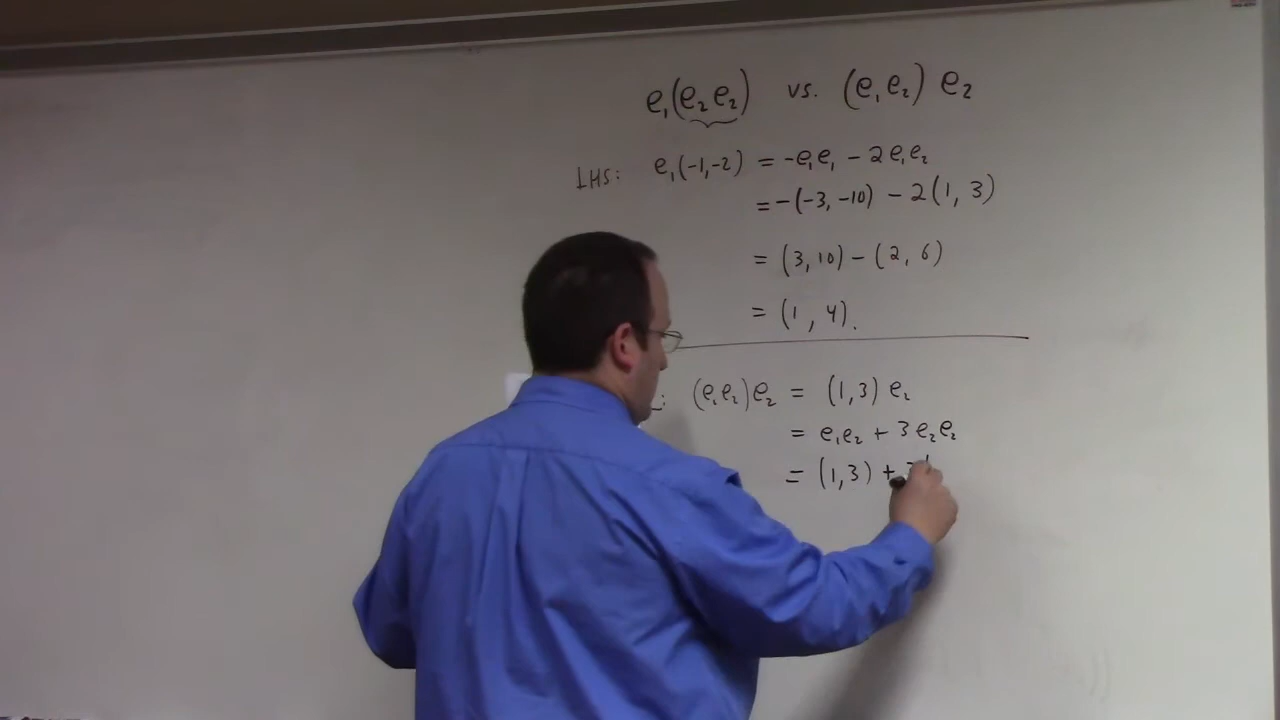 e₁(e₂e₂) vs. (e₁e₂) e₂
LHS: e₁(-1,-2) = -e₁e₁ - 2e₁e₂
= -(-3, -10) - 2(1, 3)
= (3, 10) - (2, 6)
= (1, 4).
: (e₁e₂)e₂ = (1,3) e₂
= e₁e₂ + 3e₂e₂
= (1,3) +